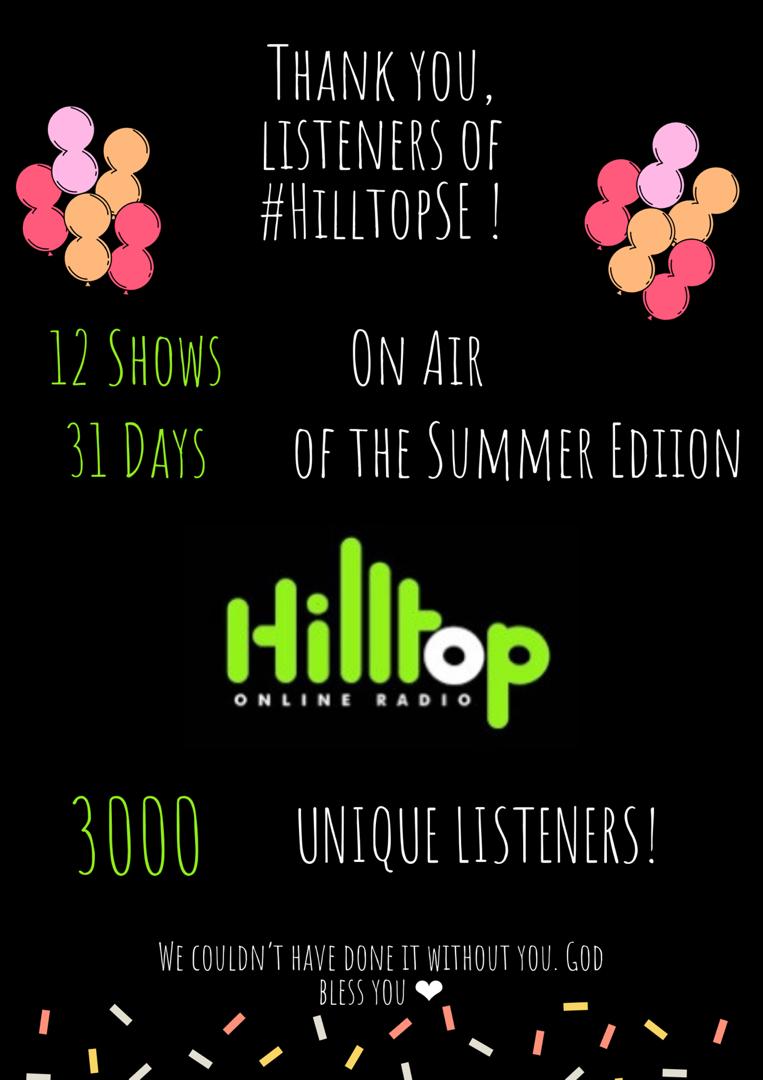 Thank you,
listeners of
#HilltopSE !
12 Shows On Air
31 Days of the Summer Ediion
Hilltop
ONLINE RADIO
3000 unique listeners!
We couldn't have done it without you. God
bless you ❤